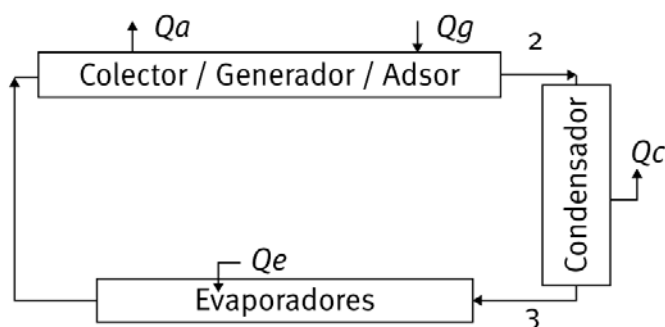 Qa
Qg
2
Colector / Generador / Adsor
Condensador
Qc
Qe
Evaporadores
3